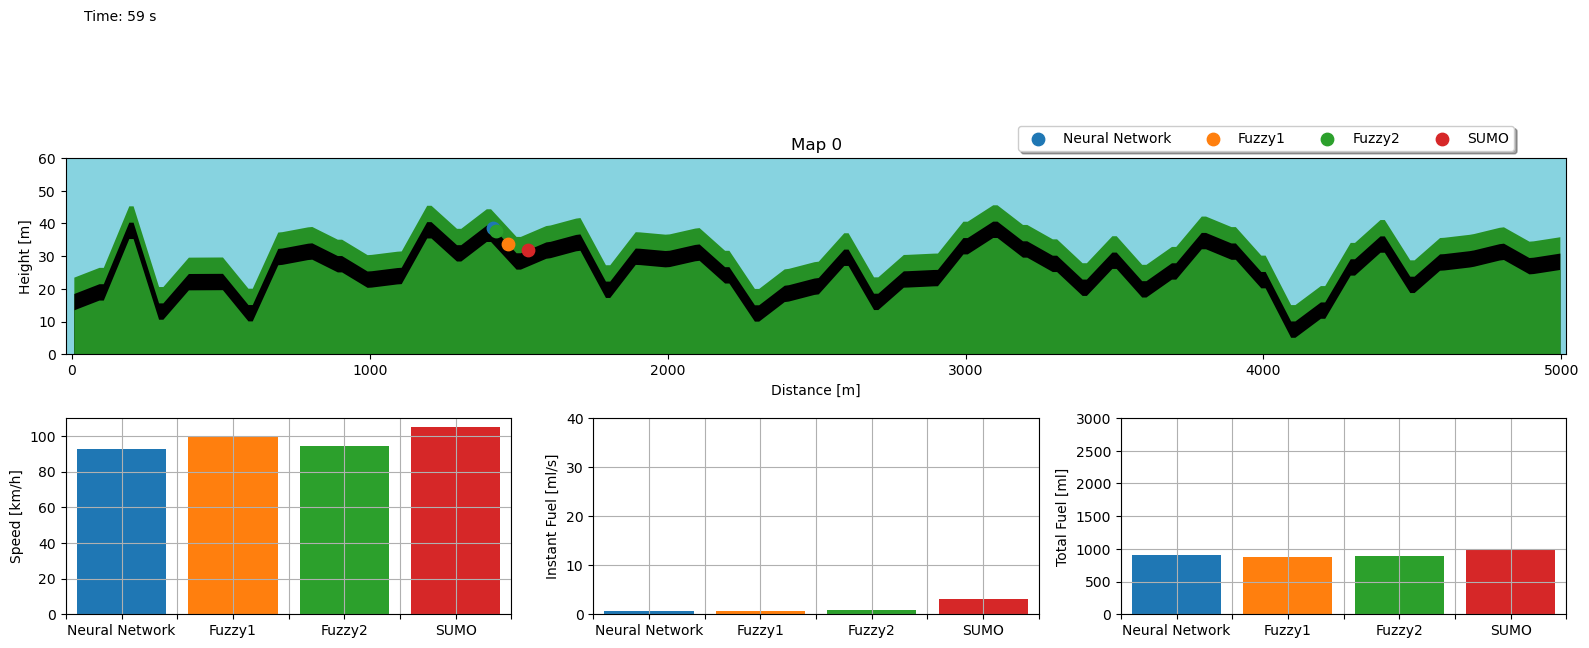 Time: 59 s
Map 0
Neural Network Fuzzy1 Fuzzy2 SUMO
Height [m]
60
50
40
30
20
10
0
0 1000 2000 3000 4000 5000
Distance [m]
Speed [km/h]
100
80
60
40
20
0
Neural Network Fuzzy1 Fuzzy2 SUMO
Instant Fuel [ml/s]
40
30
20
10
0
Neural Network Fuzzy1 Fuzzy2 SUMO
Total Fuel [ml]
3000
2500
2000
1500
1000
500
0
Neural Network Fuzzy1 Fuzzy2 SUMO